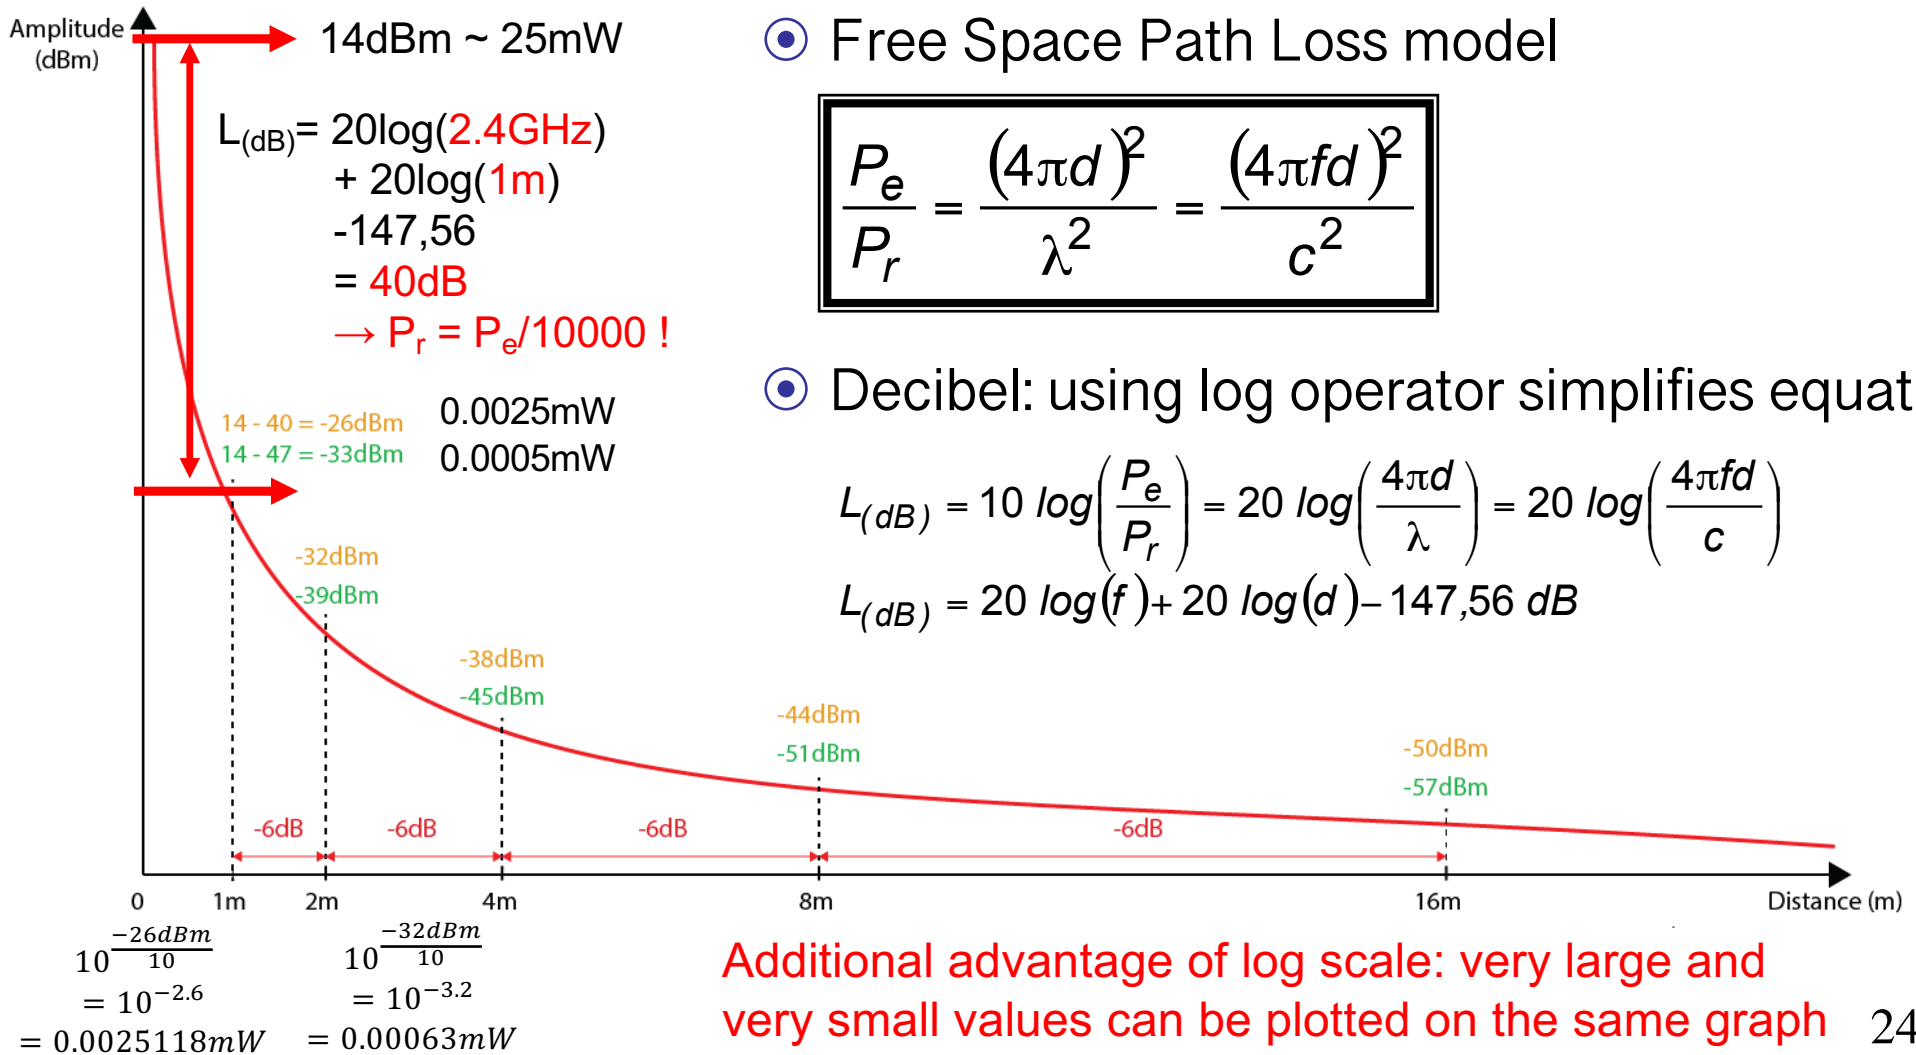 Amplitude
(dBm)
14dBm ~ 25mW
L(dB)= 20log(2.4GHz)
+ 20log(1m)
-147,56
= 40dB
→ Pr = Pe/10000 !
14 - 40 = -26dBm
0.0025mW
14 - 47 = -33dBm
0.0005mW
Free Space Path Loss model
Pe/Pr = (4πd)²/λ² = (4πfd)²/c²
Decibel: using log operator simplifies equat
L(dB) = 10 log(Pe/Pr) = 20 log(4πd/λ) = 20 log(4πfd/c)
L(dB) = 20 log(f)+ 20 log(d)– 147,56 dB
-32dBm
-39dBm
-38dBm
-45dBm
-44dBm
-51dBm
-50dBm
-57dBm
-6dB -6dB -6dB -6dB
0 1m 2m 4m 8m 16m Distance (m)
10^(−26dBm/10)
= 10^−2.6
= 0.0025118mW
10^(−32dBm/10)
= 10^−3.2
= 0.00063mW
Additional advantage of log scale: very large and
very small values can be plotted on the same graph
24